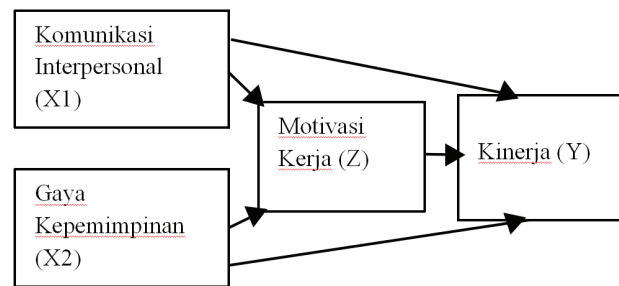 Komunikasi
Interpersonal
(X1)
Motivasi
Kerja (Z)
Kinerja (Y)
Gaya
Kepemimpinan
(X2)